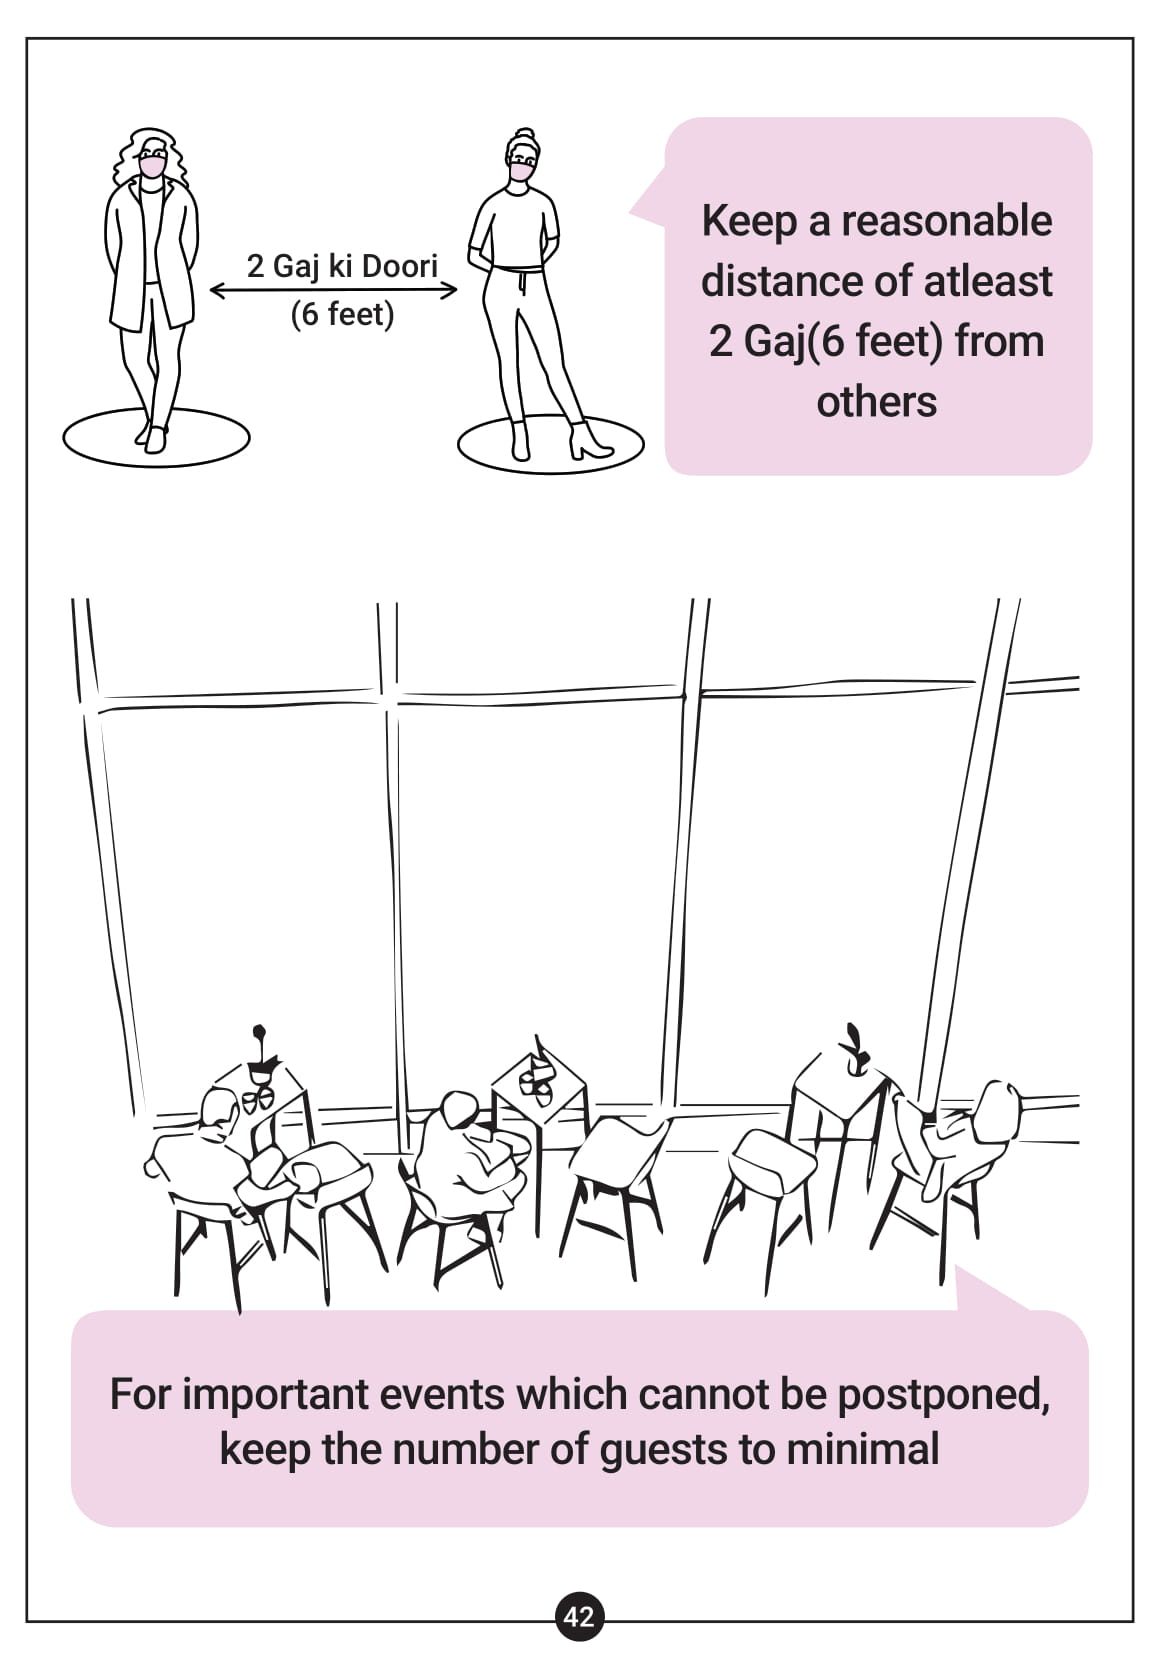 2 Gaj ki Doori
(6 feet)
Keep a reasonable
distance of atleast
2 Gaj(6 feet) from
others
For important events which cannot be postponed,
keep the number of guests to minimal
42